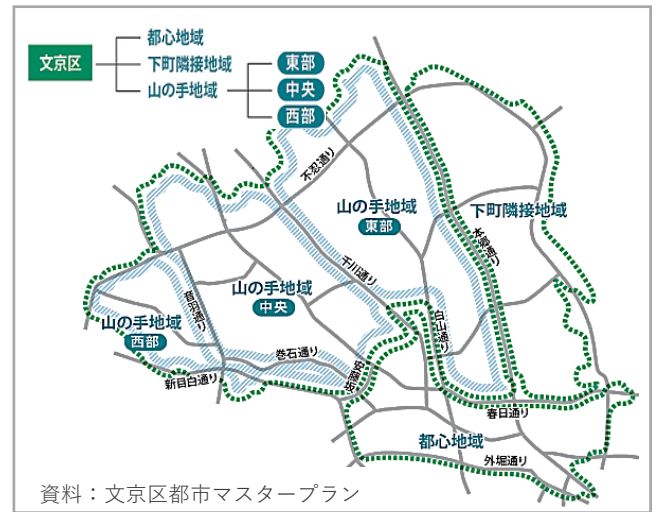 文京区
都心地域
下町隣接地域
山の手地域
東部
中央
西部
不忍通り
山の手地域
東部
下町隣接地域
本郷通り
千川通り
山の手地域
中央
音羽通り
山の手地域
西部
白山通り
巻石通り
安藤坂
新目白通り
春日通り
都心地域
外堀通り
資料：文京区都市マスタープラン